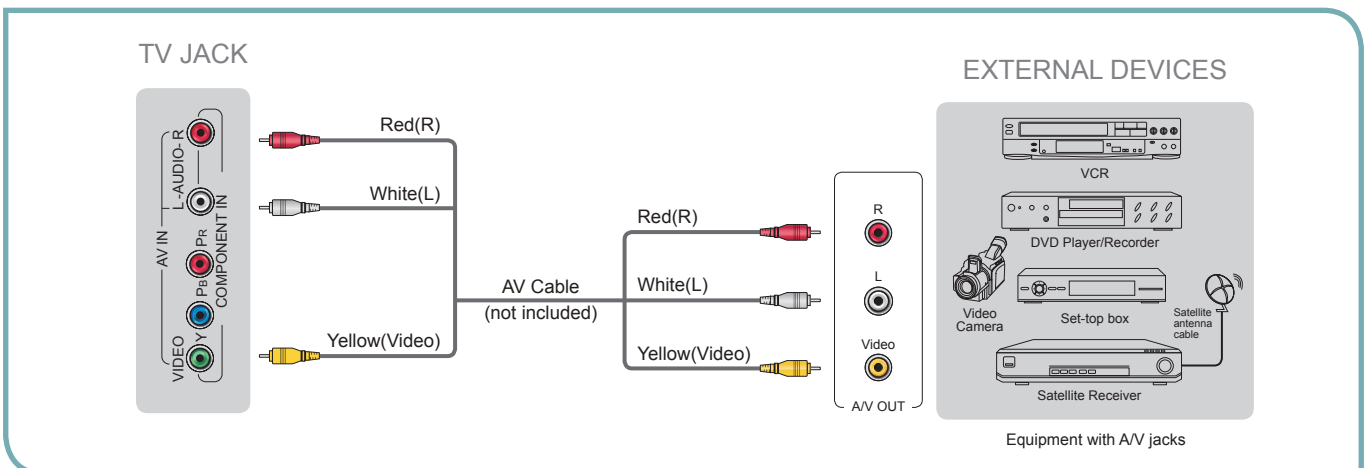 TV JACK
EXTERNAL DEVICES
AV IN
VIDEO
L -AUDIO- R
Y
PB
PR
COMPONENT IN
Red(R)
White(L)
Yellow(Video)
AV Cable
(not included)
Red(R)
White(L)
Yellow(Video)
R
L
Video
A/V OUT
VCR
DVD Player/Recorder
Video
Camera
Set-top box
Satellite
antenna
cable
Satellite Receiver
Equipment with A/V jacks